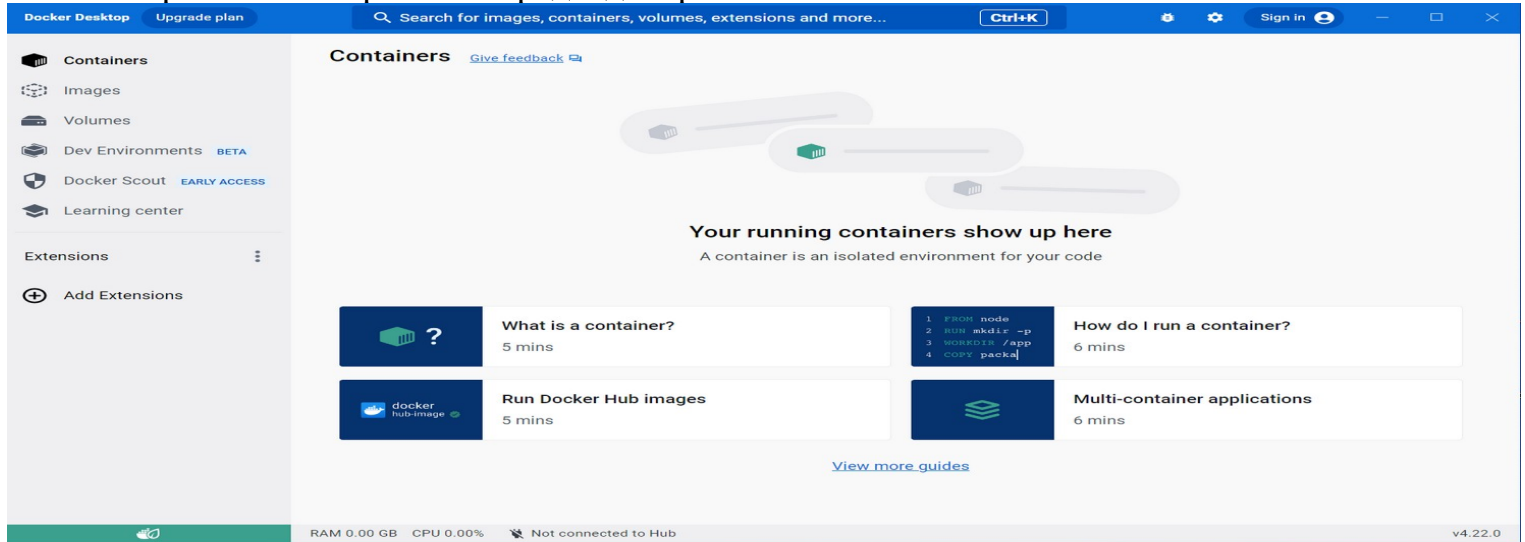 Docker Desktop Upgrade plan Search for images, containers, volumes, extensions and more... Ctrl+K Sign in
Containers
Images
Volumes
Dev Environments BETA
Docker Scout EARLY ACCESS
Learning center
Extensions
Add Extensions
Containers Give feedback
Your running containers show up here
A container is an isolated environment for your code
?
What is a container?
5 mins
1 FROM node
2 RUN mkdir -p
3 WORKDIR /app
4 COPY packa
How do I run a container?
6 mins
docker
hub-image
Run Docker Hub images
5 mins
Multi-container applications
6 mins
View more guides
RAM 0.00 GB CPU 0.00% Not connected to Hub v4.22.0